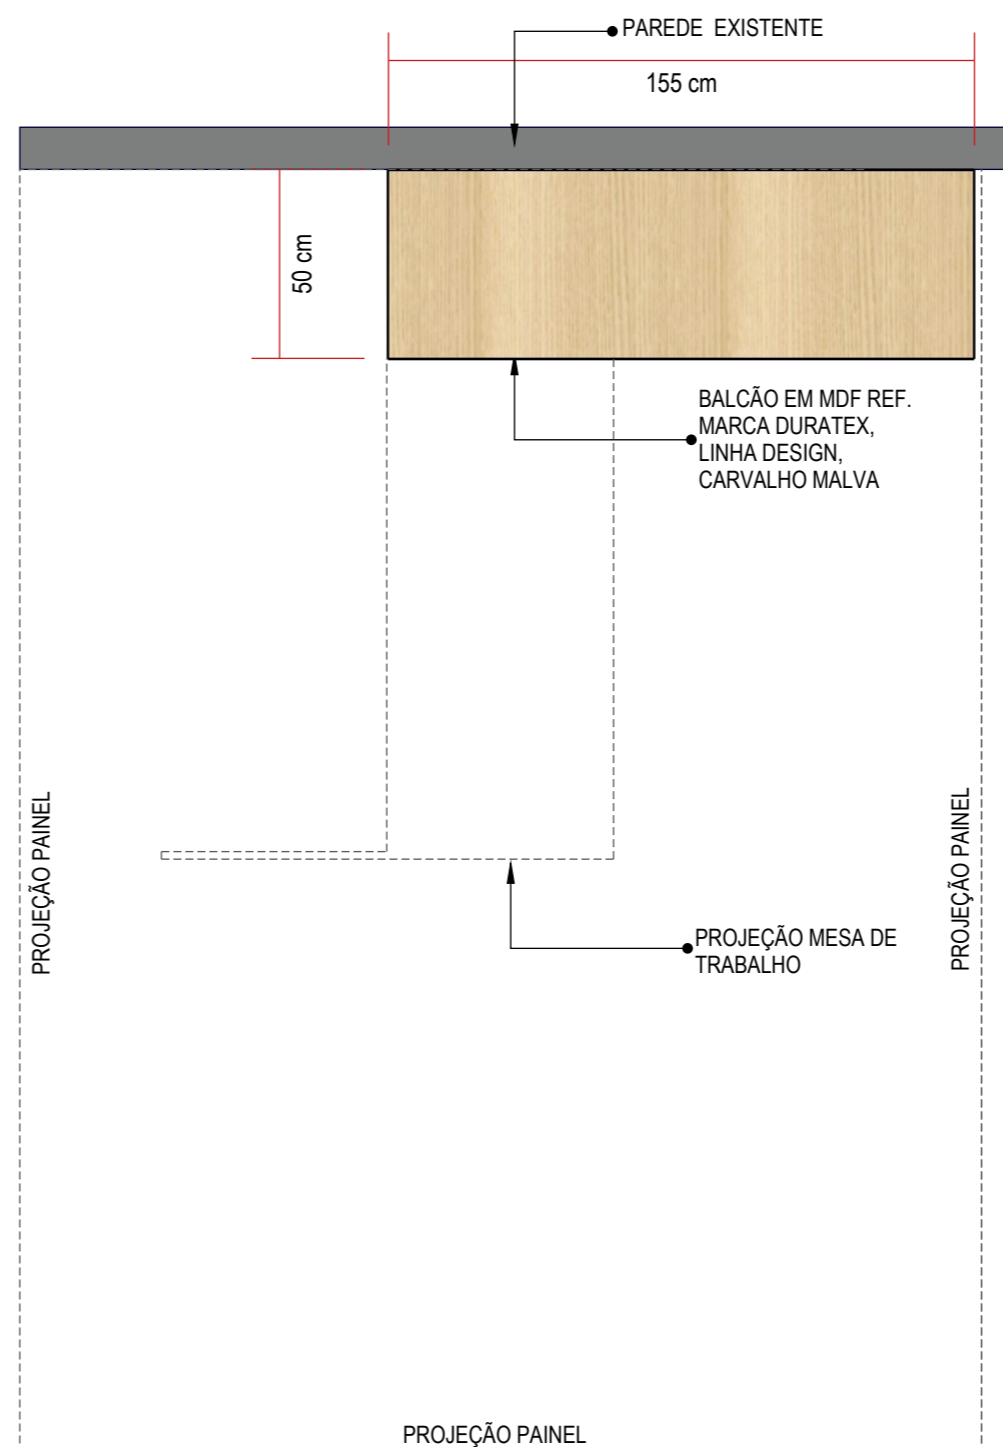 PAREDE EXISTENTE
155 cm
50 cm
BALCÃO EM MDF REF.
MARCA DURATEX,
LINHA DESIGN,
CARVALHO MALVA
PROJEÇÃO PAINEL
PROJEÇÃO PAINEL
PROJEÇÃO MESA DE
TRABALHO
PROJEÇÃO PAINEL